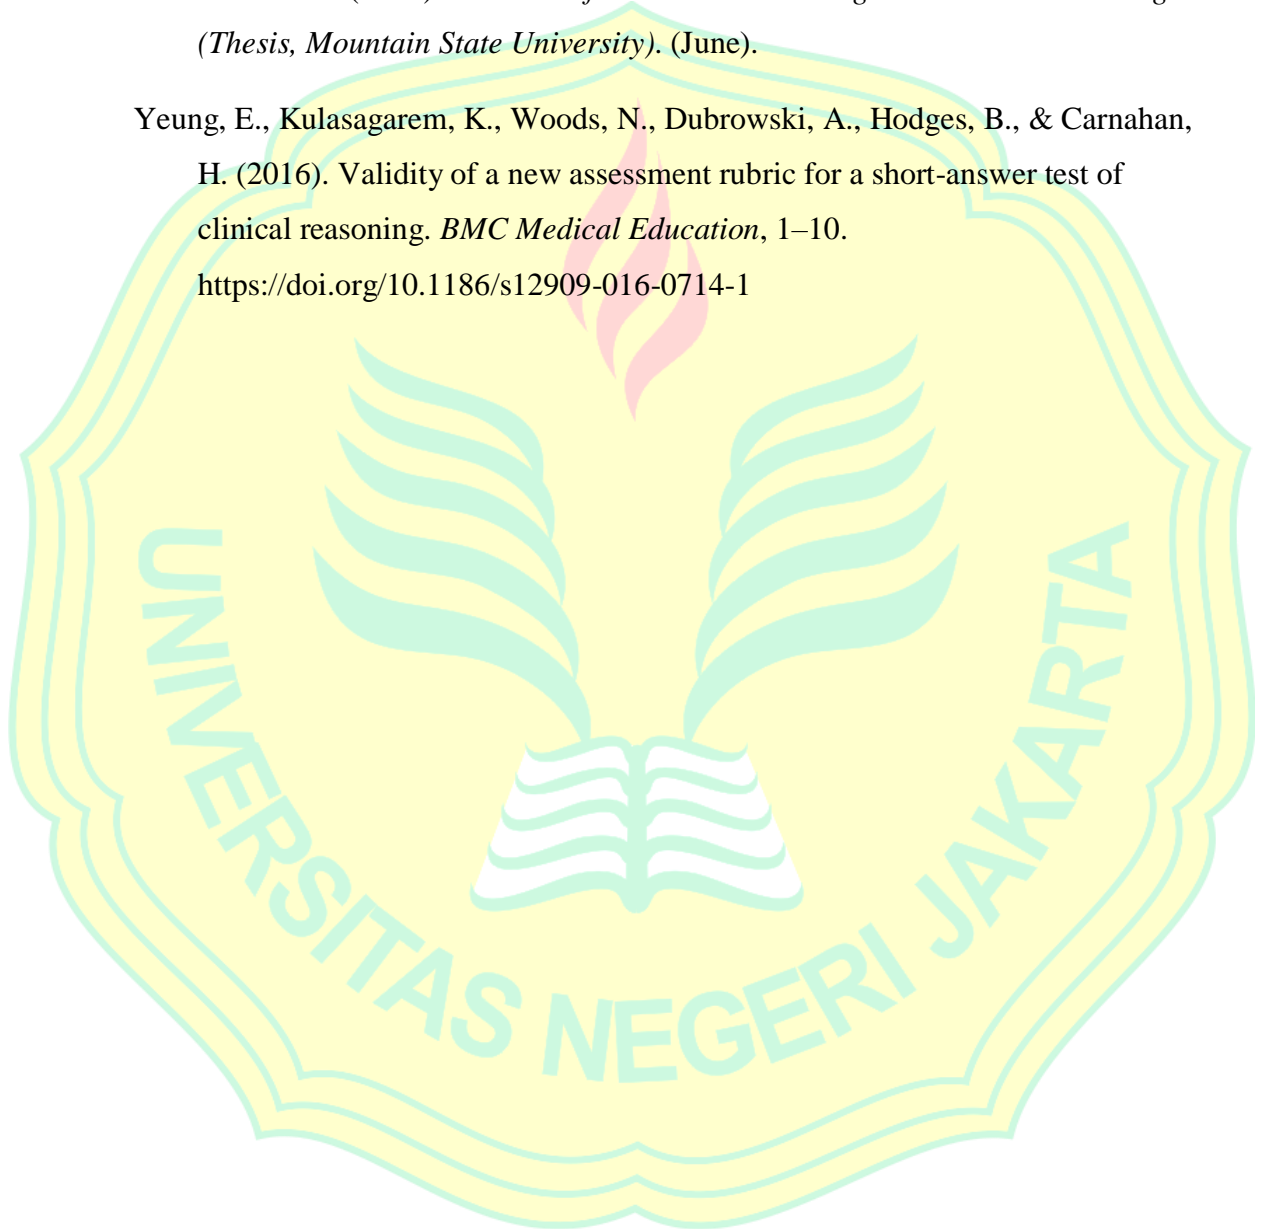 (Thesis, Mountain State University). (June).
Yeung, E., Kulasagarem, K., Woods, N., Dubrowski, A., Hodges, B., & Carnahan,
H. (2016). Validity of a new assessment rubric for a short-answer test of
clinical reasoning. BMC Medical Education, 1–10.
https://doi.org/10.1186/s12909-016-0714-1
UNIVERSITAS NEGERI JAKARTA